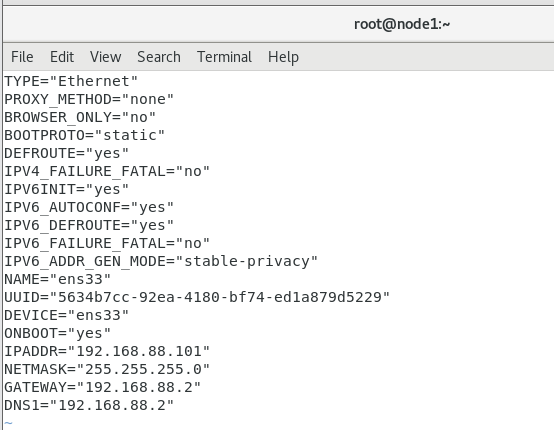 root@node1:~
File Edit View Search Terminal Help
TYPE="Ethernet"
PROXY_METHOD="none"
BROWSER_ONLY="no"
BOOTPROTO="static"
DEFROUTE="yes"
IPV4_FAILURE_FATAL="no"
IPV6INIT="yes"
IPV6_AUTOCONF="yes"
IPV6_DEFROUTE="yes"
IPV6_FAILURE_FATAL="no"
IPV6_ADDR_GEN_MODE="stable-privacy"
NAME="ens33"
UUID="5634b7cc-92ea-4180-bf74-ed1a879d5229"
DEVICE="ens33"
ONBOOT="yes"
IPADDR="192.168.88.101"
NETMASK="255.255.255.0"
GATEWAY="192.168.88.2"
DNS1="192.168.88.2"
~